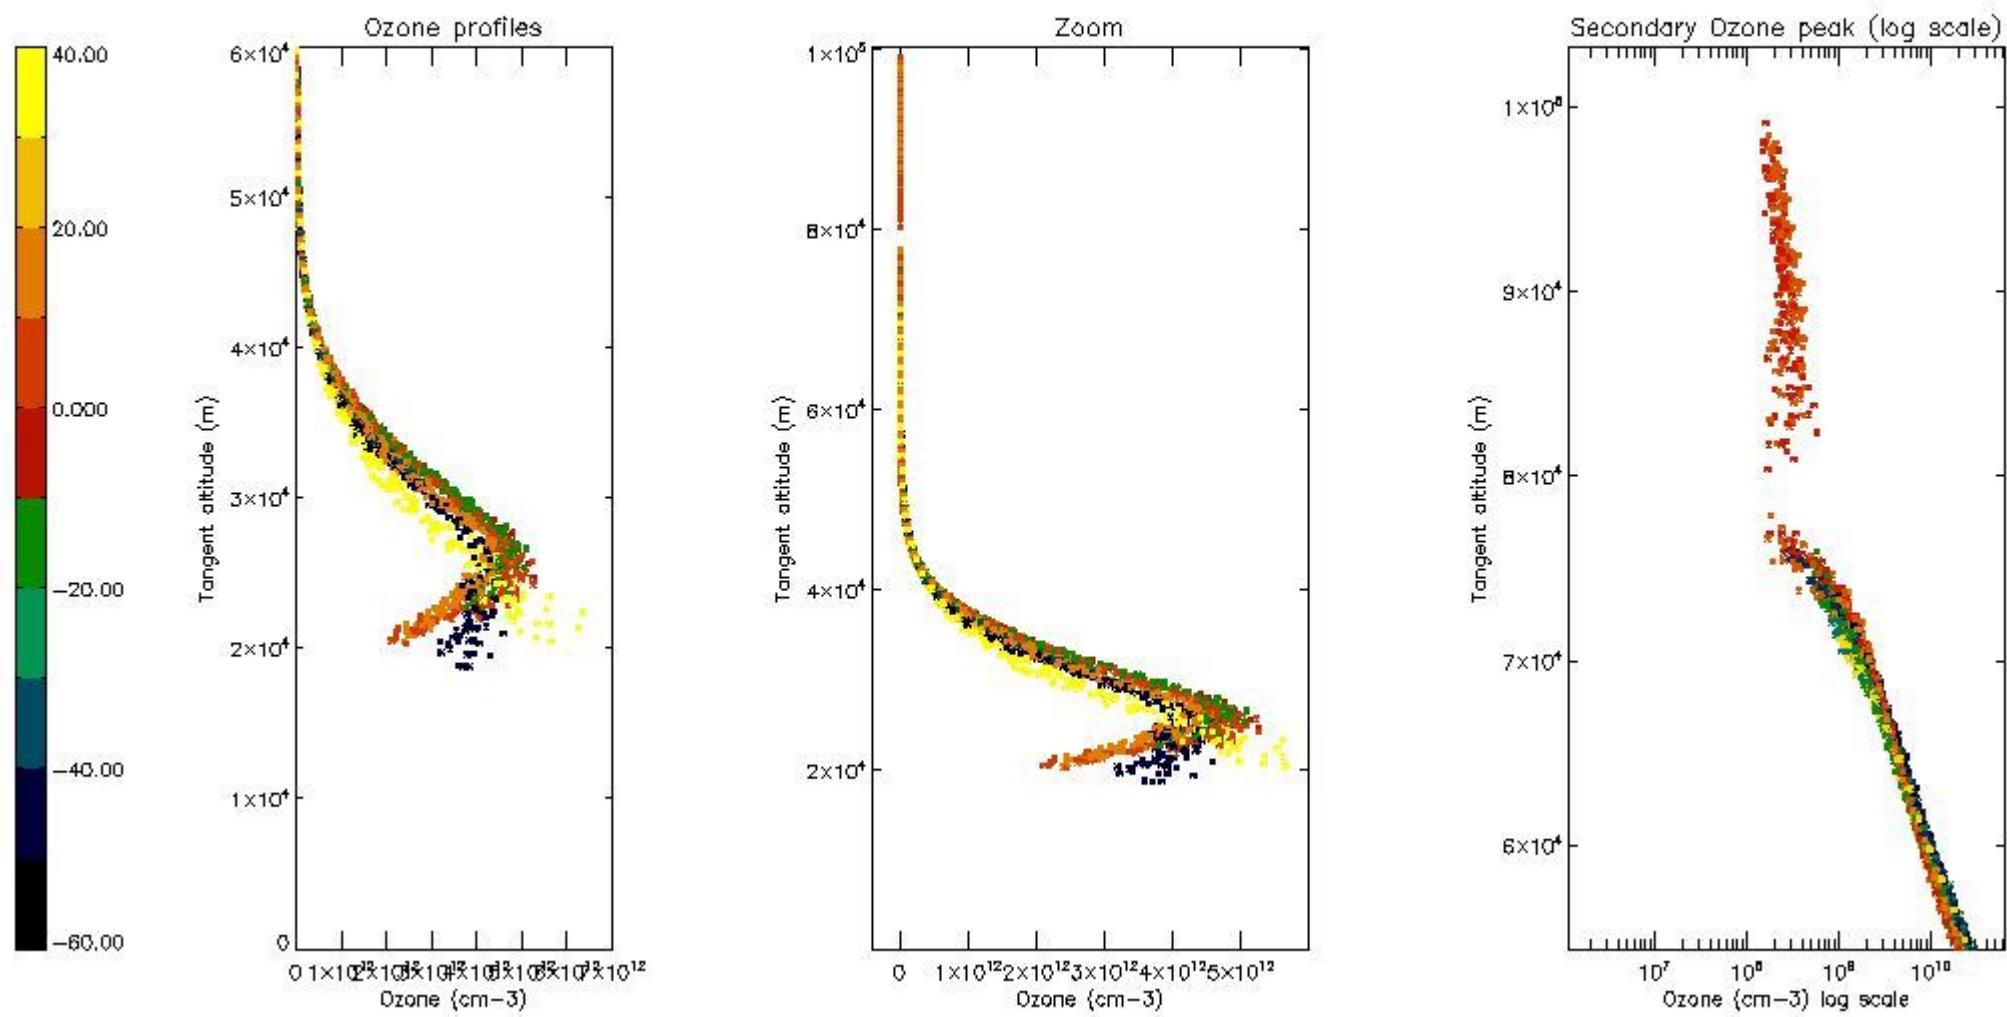 Ozone profiles
Zoom
Secondary Ozone peak (log scale)
40.00
20.00
0.000
−20.00
−40.00
−60.00
6×10⁴
5×10⁴
4×10⁴
3×10⁴
2×10⁴
1×10⁴
0
Tangent altitude (m)
0
7×10¹²
Ozone (cm−3)
1×10⁵
8×10⁴
6×10⁴
4×10⁴
2×10⁴
Tangent altitude (m)
0 1×10¹² 2×10¹² 3×10¹² 4×10¹² 5×10¹²
Ozone (cm−3)
1×10⁵
9×10⁴
8×10⁴
7×10⁴
6×10⁴
Tangent altitude (m)
10⁷ 10⁸ 10⁹ 10¹⁰
Ozone (cm−3) log scale